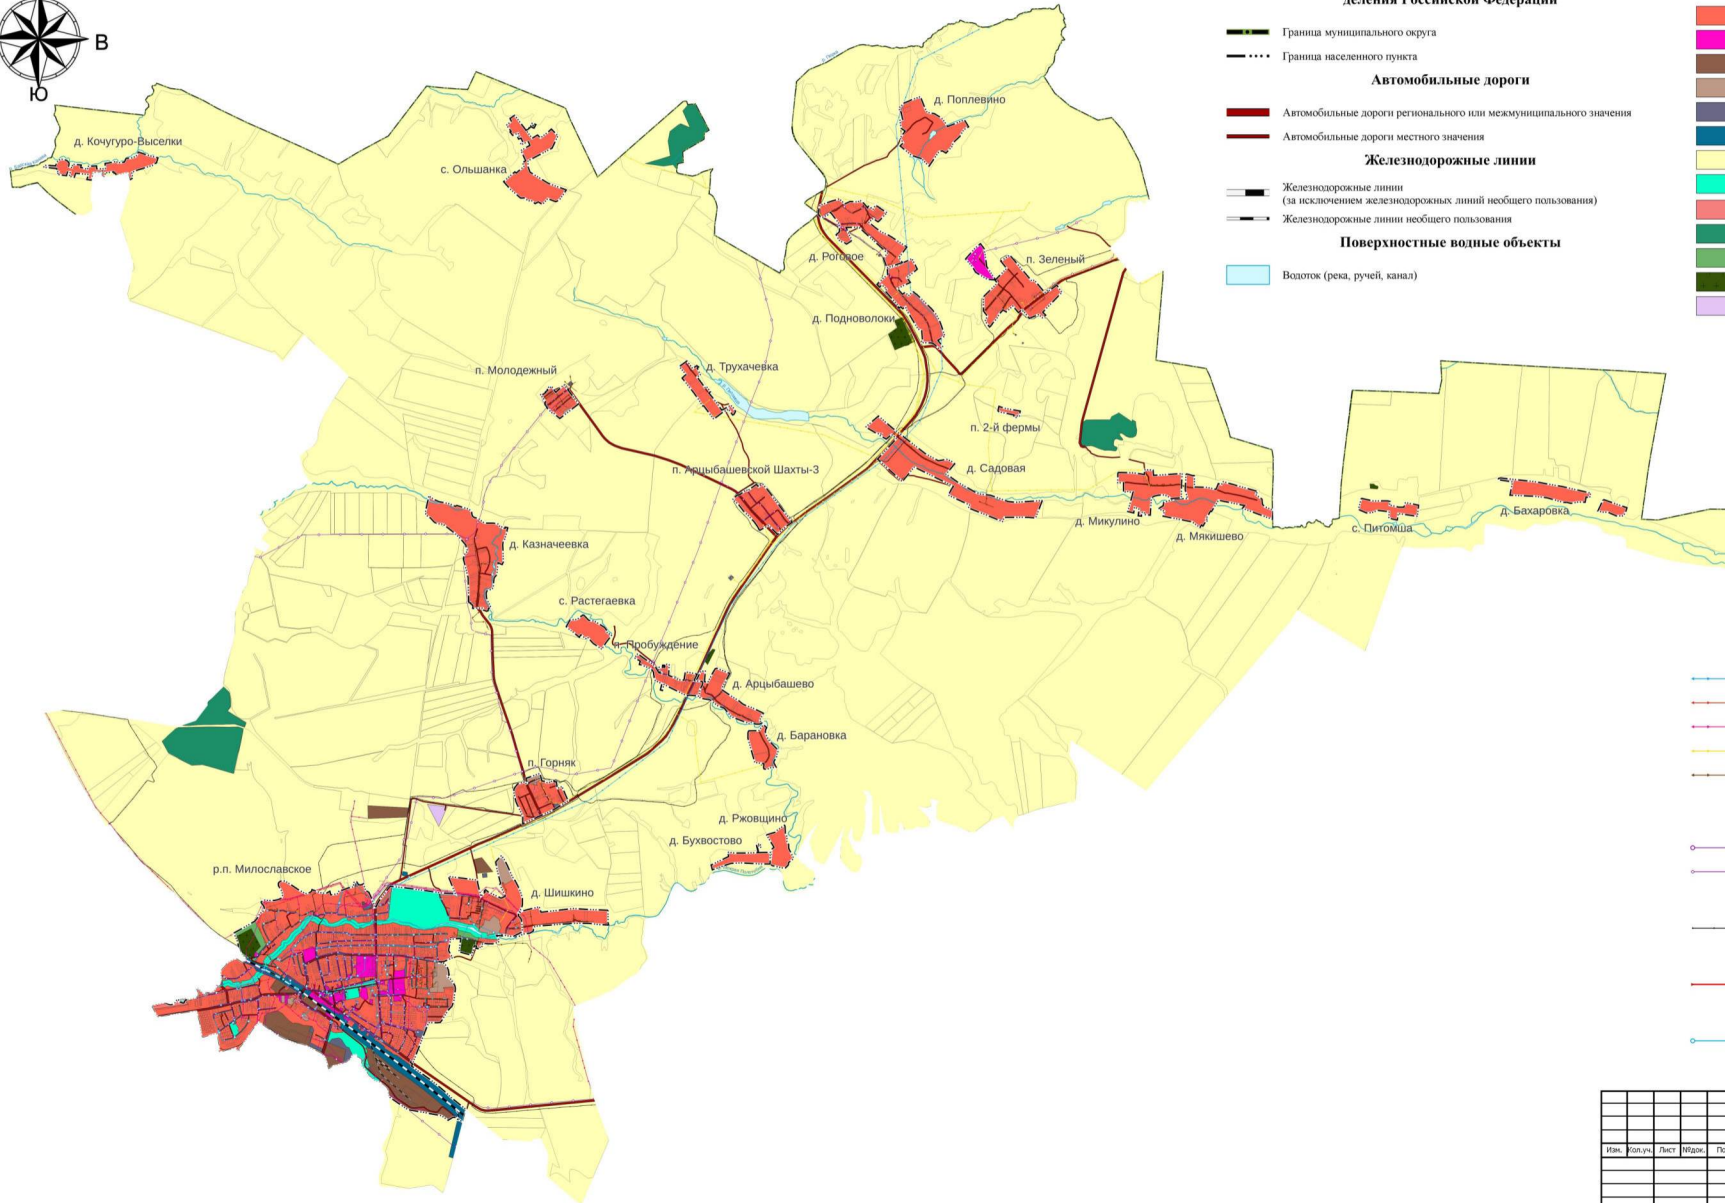 деления Российской Федерации
В
Ю
Граница муниципального округа
Граница населенного пункта
Автомобильные дороги
Автомобильные дороги регионального или межмуниципального значения
Автомобильные дороги местного значения
Железнодорожные линии
Железнодорожные линии
(за исключением железнодорожных линий необщего пользования)
Железнодорожные линии необщего пользования
Поверхностные водные объекты
Водоток (река, ручей, канал)
д. Поплевино
д. Кочугуро-Выселки
с. Ольшанка
д. Роговое
п. Зеленый
д. Подноволоки
п. Молодежный
д. Трухачевка
п. 2-й фермы
п. Арцыбашевской Шахты-3
д. Садовая
д. Микулино
д. Мякишево
с. Питомша
д. Бахаровка
д. Казначеевка
с. Растегаевка
п. Пробуждение
д. Арцыбашево
д. Барановка
п. Горняк
д. Ржовщино
д. Бухвостово
р.п. Милославское
д. Шишкино
Изм. Кол.уч. Лист №док.